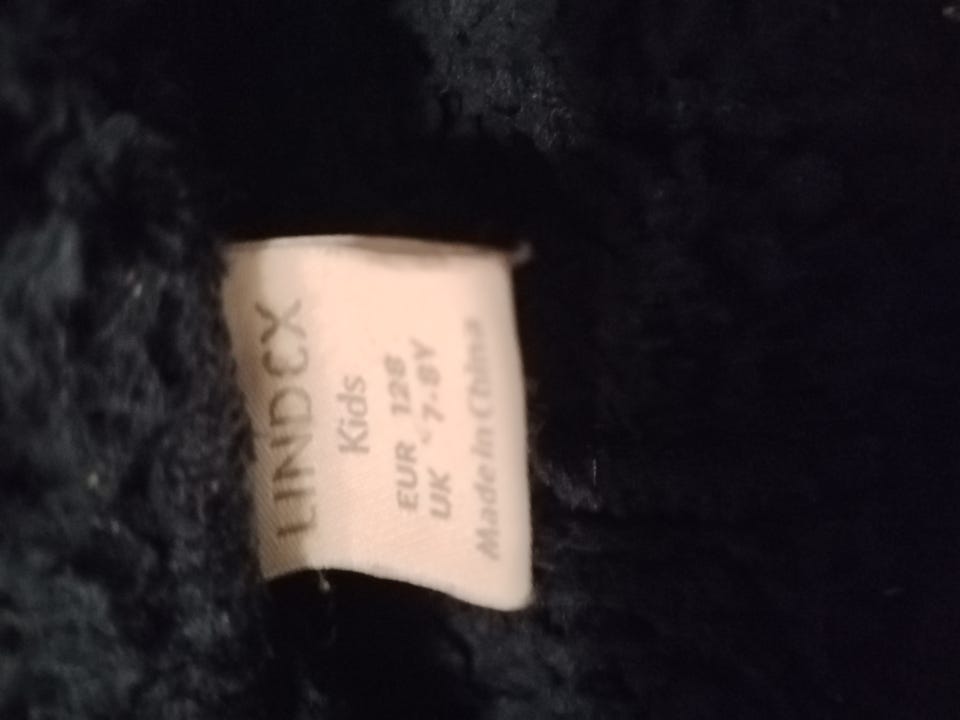 LINDEX
Kids
EUR 128
UK 7-8Y
Made in China